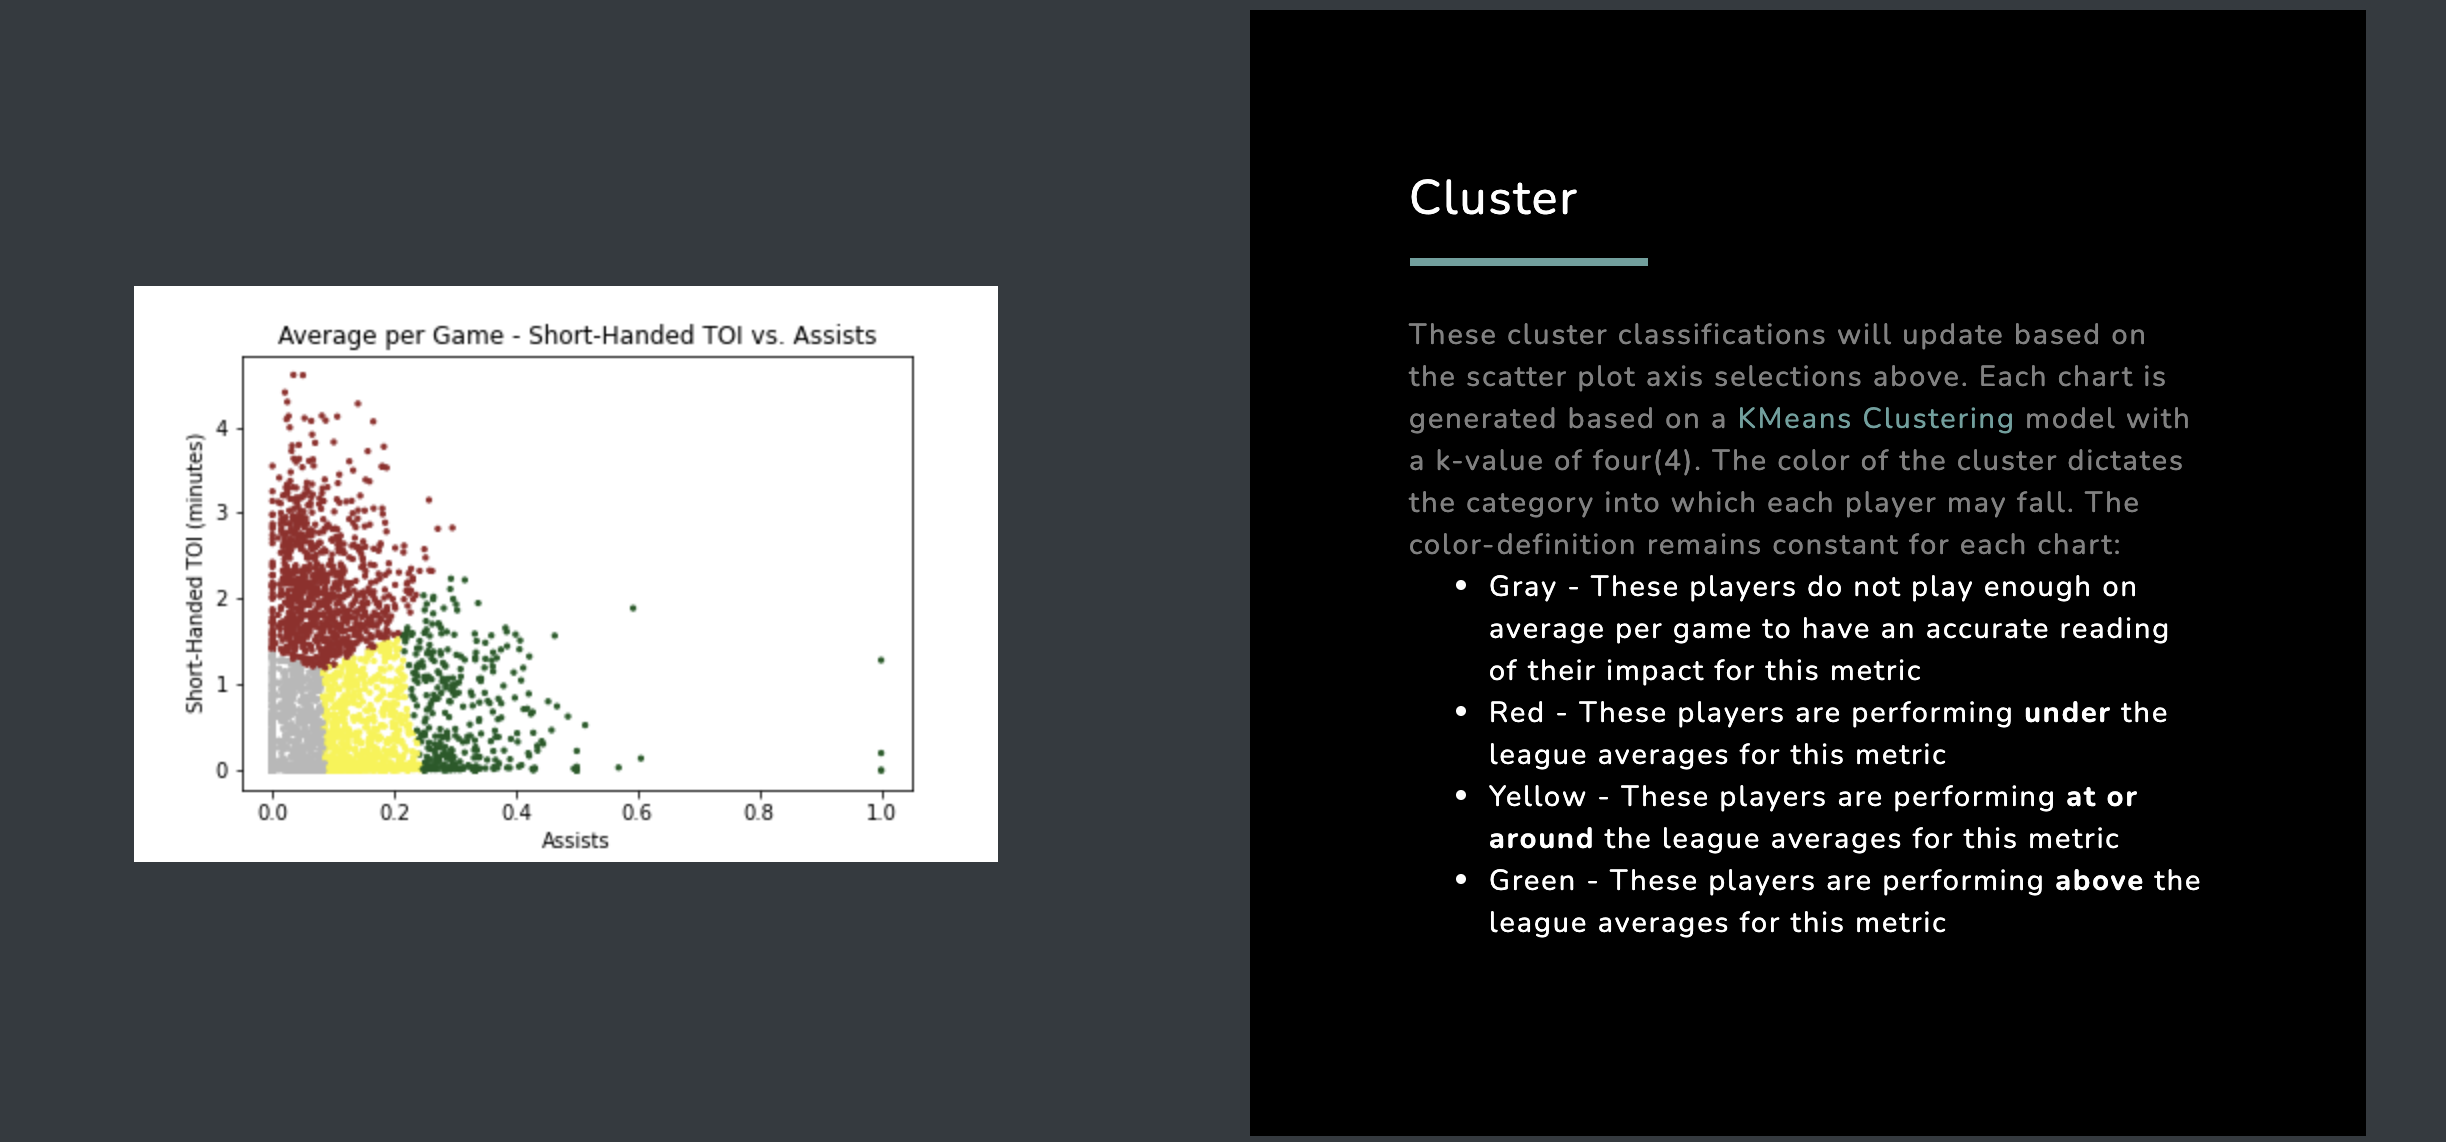 Average per Game - Short-Handed TOI vs. Assists
Short-Handed TOI (minutes)
4
3
2
1
0
0.0 0.2 0.4 0.6 0.8 1.0
Assists
Cluster
These cluster classifications will update based on
the scatter plot axis selections above. Each chart is
generated based on a KMeans Clustering model with
a k-value of four(4). The color of the cluster dictates
the category into which each player may fall. The
color-definition remains constant for each chart:
• Gray - These players do not play enough on
average per game to have an accurate reading
of their impact for this metric
• Red - These players are performing under the
league averages for this metric
• Yellow - These players are performing at or
around the league averages for this metric
• Green - These players are performing above the
league averages for this metric